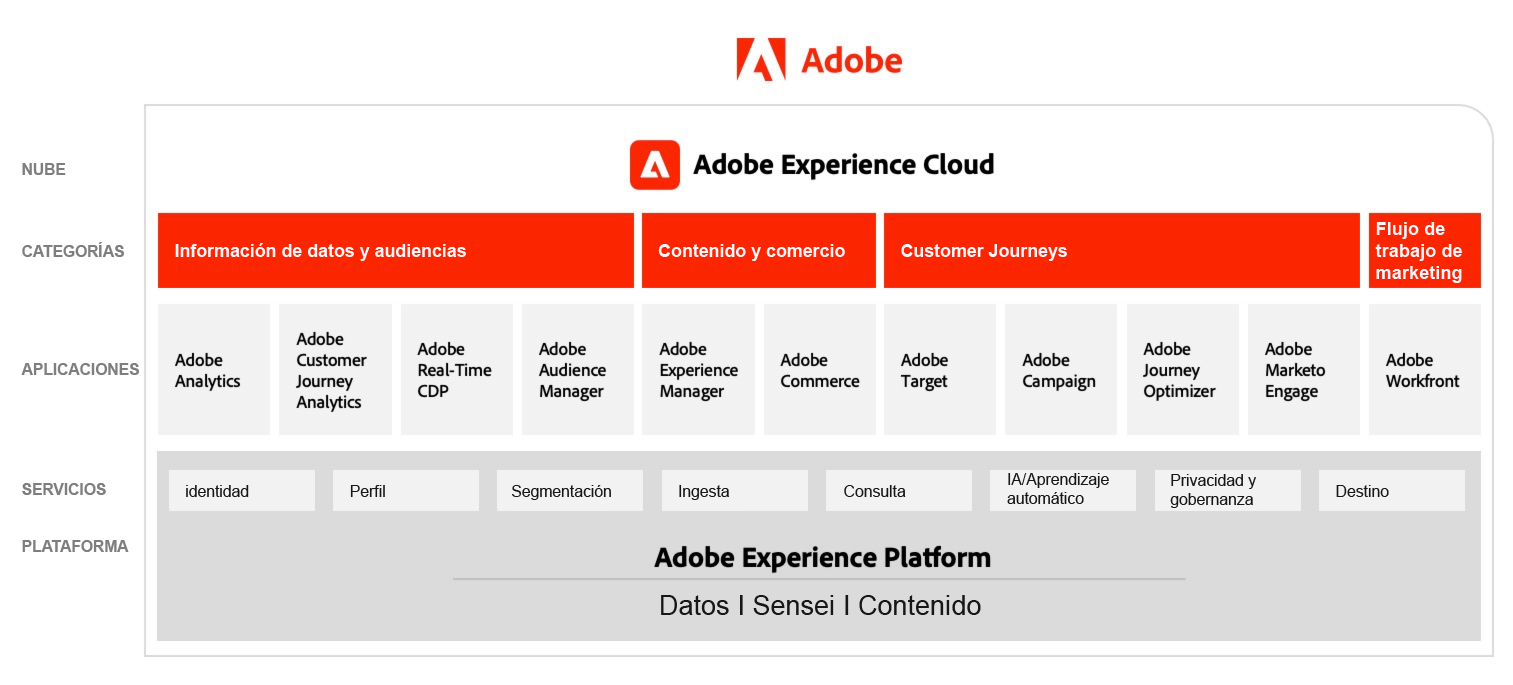 Adobe
NUBE
Adobe Experience Cloud
CATEGORÍAS
Información de datos y audiencias
Contenido y comercio
Customer Journeys
Flujo de
trabajo de
marketing
APLICACIONES
Adobe
Analytics
Adobe
Customer
Journey
Analytics
Adobe
Real-Time
CDP
Adobe
Audience
Manager
Adobe
Experience
Manager
Adobe
Commerce
Adobe
Target
Adobe
Campaign
Adobe
Journey
Optimizer
Adobe
Marketo
Engage
Adobe
Workfront
SERVICIOS
identidad
Perfil
Segmentación
Ingesta
Consulta
IA/Aprendizaje
automático
Privacidad y
gobernanza
Destino
PLATAFORMA
Adobe Experience Platform
Datos I Sensei I Contenido